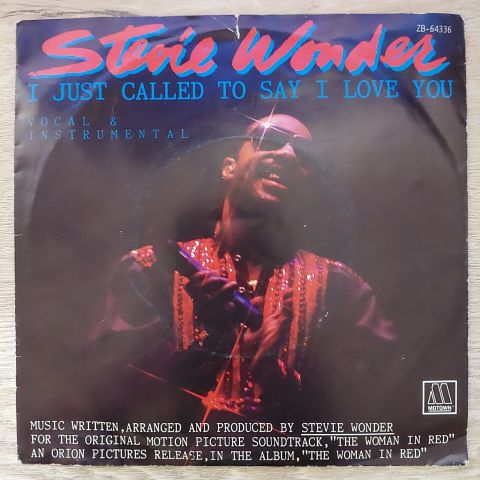 ZB-64336
Stevie Wonder
I JUST CALLED TO SAY I LOVE YOU
VOCAL &
INSTRUMENTAL
MOTOWN
MUSIC WRITTEN,ARRANGED AND PRODUCED BY STEVIE WONDER
FOR THE ORIGINAL MOTION PICTURE SOUNDTRACK,"THE WOMAN IN RED"
AN ORION PICTURES RELEASE,IN THE ALBUM,"THE WOMAN IN RED"